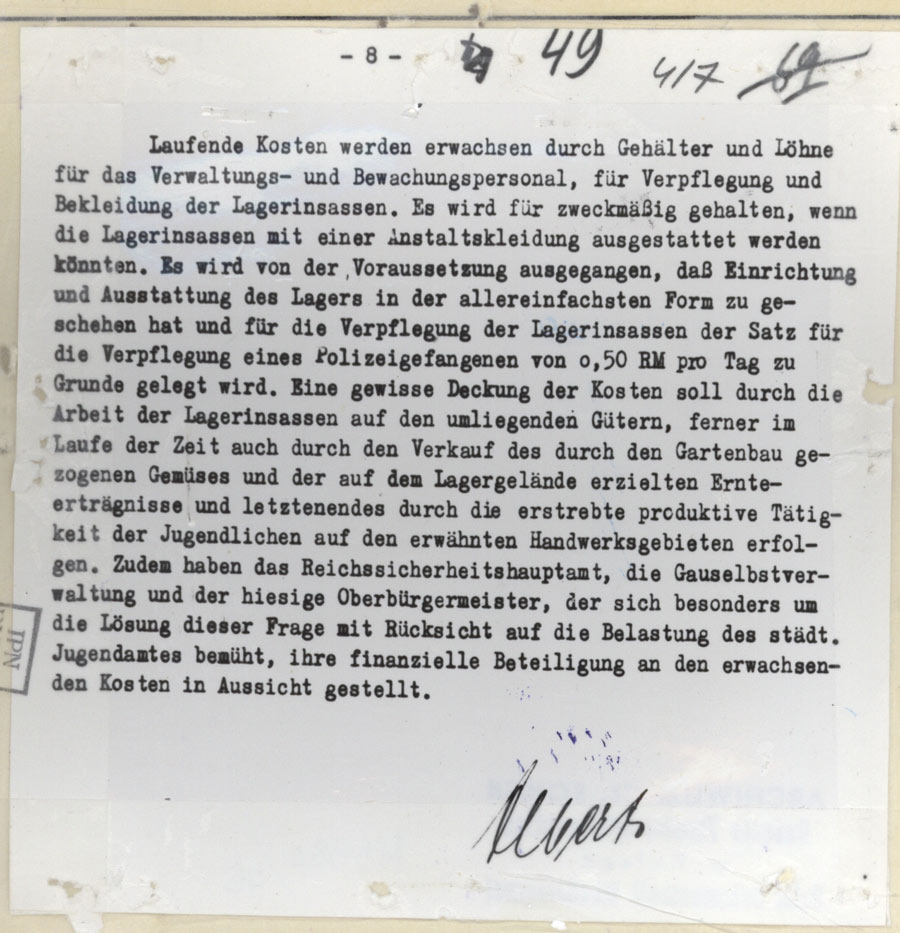 - 8 -
49
4/7
Laufende Kosten werden erwachsen durch Gehälter und Löhne
für das Verwaltungs- und Bewachungspersonal, für Verpflegung und
Bekleidung der Lagerinsassen. Es wird für zweckmäßig gehalten, wenn
die Lagerinsassen mit einer Anstaltskleidung ausgestattet werden
könnten. Es wird von der Voraussetzung ausgegangen, daß Einrichtung
und Ausstattung des Lagers in der allereinfachsten Form zu ge-
schehen hat und für die Verpflegung der Lagerinsassen der Satz für
die Verpflegung eines Polizeigefangenen von o,50 RM pro Tag zu
Grunde gelegt wird. Eine gewisse Deckung der Kosten soll durch die
Arbeit der Lagerinsassen auf den umliegenden Gütern, ferner im
Laufe der Zeit auch durch den Verkauf des durch den Gartenbau ge-
zogenen Gemüses und der auf dem Lagergelände erzielten Ernte-
erträgnisse und letztenendes durch die erstrebte produktive Tätig-
keit der Jugendlichen auf den erwähnten Handwerksgebieten erfol-
gen. Zudem haben das Reichssicherheitshauptamt, die Gauselbstver-
waltung und der hiesige Oberbürgermeister, der sich besonders um
die Lösung dieser Frage mit Rücksicht auf die Belastung des städt.
Jugendamtes bemüht, ihre finanzielle Beteiligung an den erwachsen-
den Kosten in Aussicht gestellt.